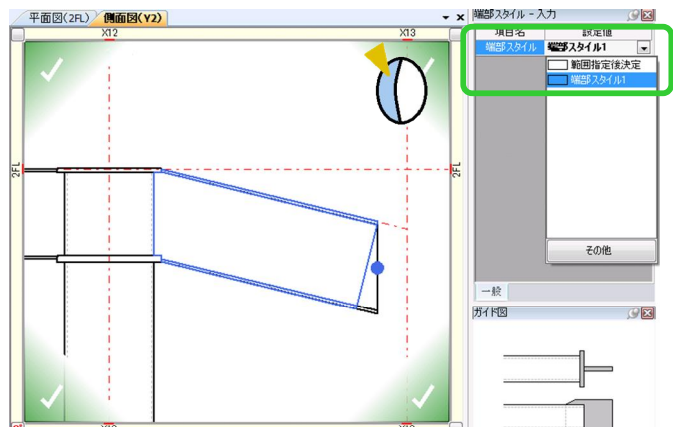 平面図(2FL)
側面図(Y2)
端部スタイル - 入力
X12
X13
項目名
設定値
端部スタイル
端部スタイル1
範囲指定後決定
端部スタイル1
2FL
2FL
その他
一般
ガイド図